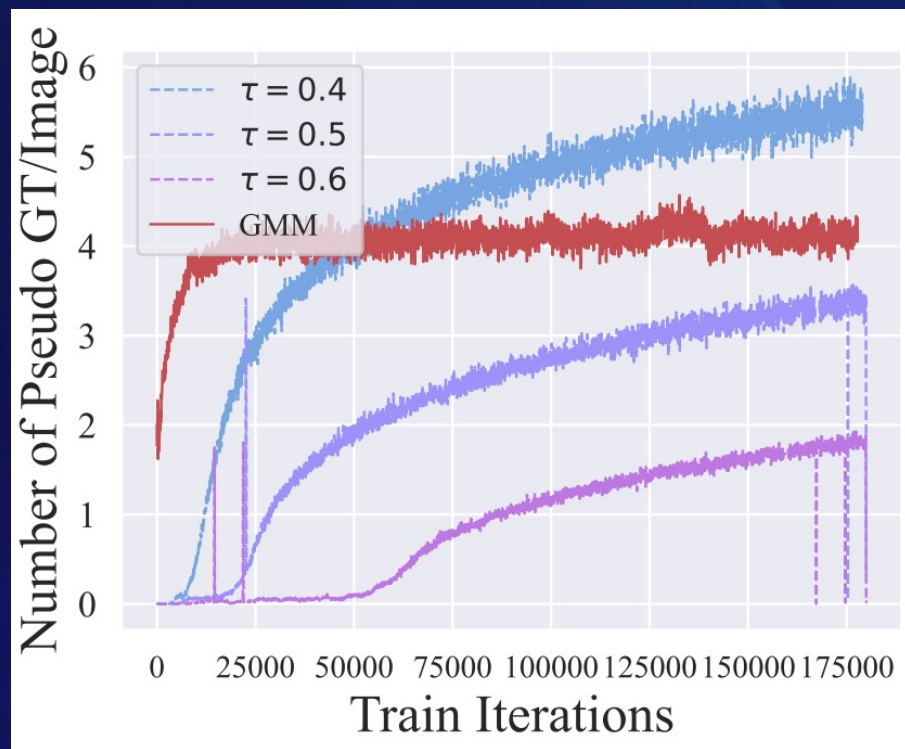 Number of Pseudo GT/Image
6
5
4
3
2
1
0
τ = 0.4
τ = 0.5
τ = 0.6
GMM
0 25000 50000 75000 100000 125000 150000 175000
Train Iterations